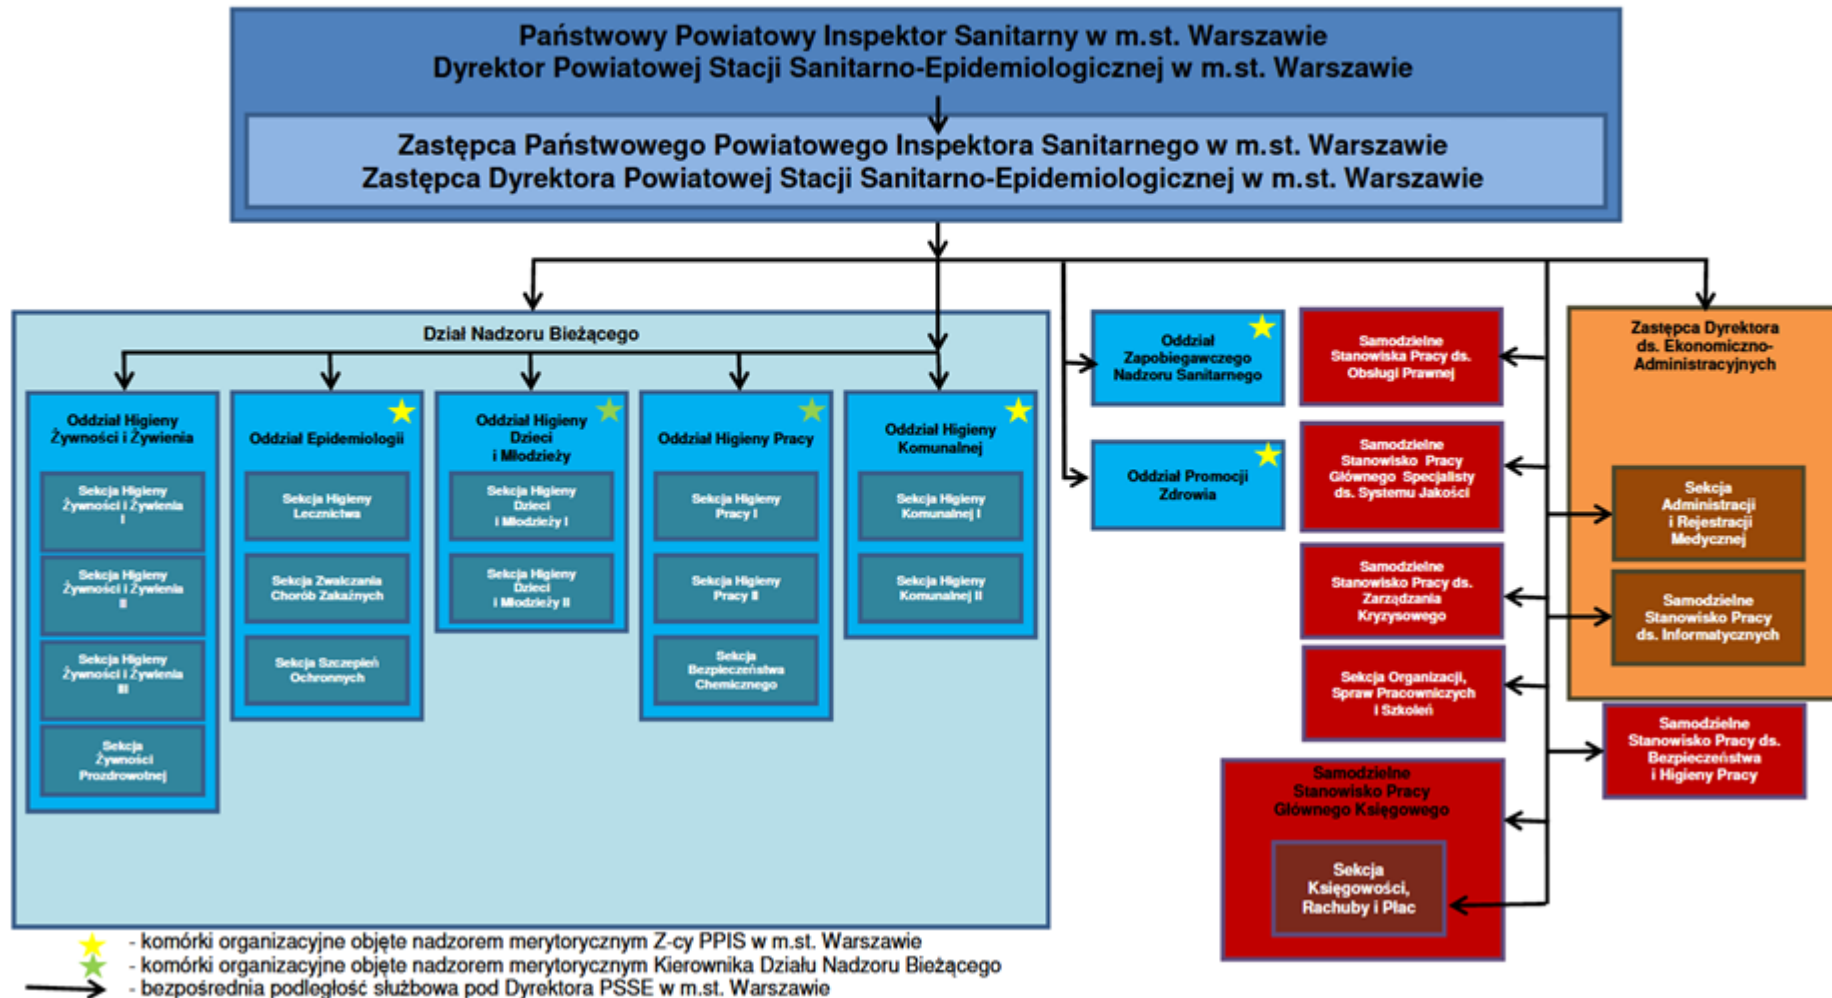 Państwowy Powiatowy Inspektor Sanitarny w m.st. Warszawie
Dyrektor Powiatowej Stacji Sanitarno-Epidemiologicznej w m.st. Warszawie
Zastępca Państwowego Powiatowego Inspektora Sanitarnego w m.st. Warszawie
Zastępca Dyrektora Powiatowej Stacji Sanitarno-Epidemiologicznej w m.st. Warszawie
Dział Nadzoru Bieżącego
Oddział Higieny
Żywności i Żywienia
Sekcja Higieny
Żywności i Żywienia
I
Sekcja Higieny
Żywności i Żywienia
II
Sekcja Higieny
Żywności i Żywienia
III
Sekcja
Żywności
Prozdrowotnej
Oddział Epidemiologii
Sekcja Higieny
Lecznictwa
Sekcja Zwalczania
Chorób Zakaźnych
Sekcja Szczepień
Ochronnych
Oddział Higieny
Dzieci
i Młodzieży
Sekcja Higieny
Dzieci
i Młodzieży I
Sekcja Higieny
Dzieci
i Młodzieży II
Oddział Higieny Pracy
Sekcja Higieny
Pracy I
Sekcja Higieny
Pracy II
Sekcja
Bezpieczeństwa
Chemicznego
Oddział Higieny
Komunalnej
Sekcja Higieny
Komunalnej I
Sekcja Higieny
Komunalnej II
Oddział
Zapobiegawczego
Nadzoru Sanitarnego
Oddział Promocji
Zdrowia
Samodzielne
Stanowiska Pracy ds.
Obsługi Prawnej
Samodzielne
Stanowisko Pracy
Głównego Specjalisty
ds. Systemu Jakości
Samodzielne
Stanowisko Pracy ds.
Zarządzania
Kryzysowego
Sekcja Organizacji,
Spraw Pracowniczych
i Szkoleń
Samodzielne
Stanowisko Pracy
Głównego Księgowego
Sekcja
Księgowości,
Rachuby i Płac
Zastępca Dyrektora
ds. Ekonomiczno-
Administracyjnych
Sekcja
Administracji
i Rejestracji
Medycznej
Samodzielne
Stanowisko Pracy
ds. Informatycznych
Samodzielne
Stanowisko Pracy ds.
Bezpieczeństwa
i Higieny Pracy
- komórki organizacyjne objęte nadzorem merytorycznym Z-cy PPIS w m.st. Warszawie
- komórki organizacyjne objęte nadzorem merytorycznym Kierownika Działu Nadzoru Bieżącego
- bezpośrednia podległość służbowa pod Dyrektora PSSE w m.st. Warszawie